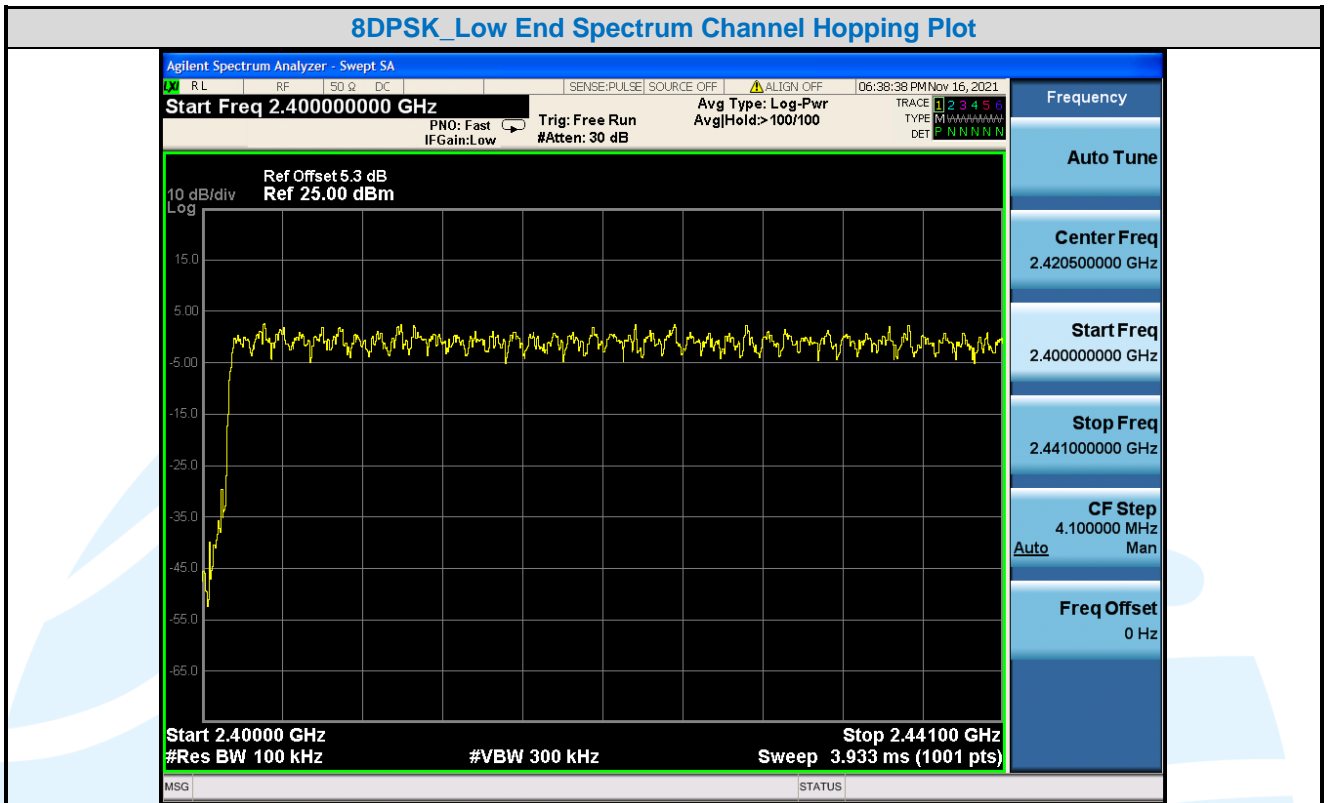 8DPSK_Low End Spectrum Channel Hopping Plot
Agilent Spectrum Analyzer - Swept SA
LXI RL RF 50 Ω DC SENSE:PULSE SOURCE OFF ALIGN OFF 06:38:38 PM Nov 16, 2021
Start Freq 2.400000000 GHz
PNO: Fast
IFGain:Low
Trig: Free Run
#Atten: 30 dB
Avg Type: Log-Pwr
Avg|Hold:> 100/100
TRACE 1 2 3 4 5 6
TYPE M
DET P N N N N N
Ref Offset 5.3 dB
10 dB/div Ref 25.00 dBm
Log
15.0
5.00
-5.00
-15.0
-25.0
-35.0
-45.0
-55.0
-65.0
Start 2.40000 GHz Stop 2.44100 GHz
#Res BW 100 kHz #VBW 300 kHz Sweep 3.933 ms (1001 pts)
MSG STATUS
Frequency
Auto Tune
Center Freq
2.420500000 GHz
Start Freq
2.400000000 GHz
Stop Freq
2.441000000 GHz
CF Step
4.100000 MHz
Auto Man
Freq Offset
0 Hz